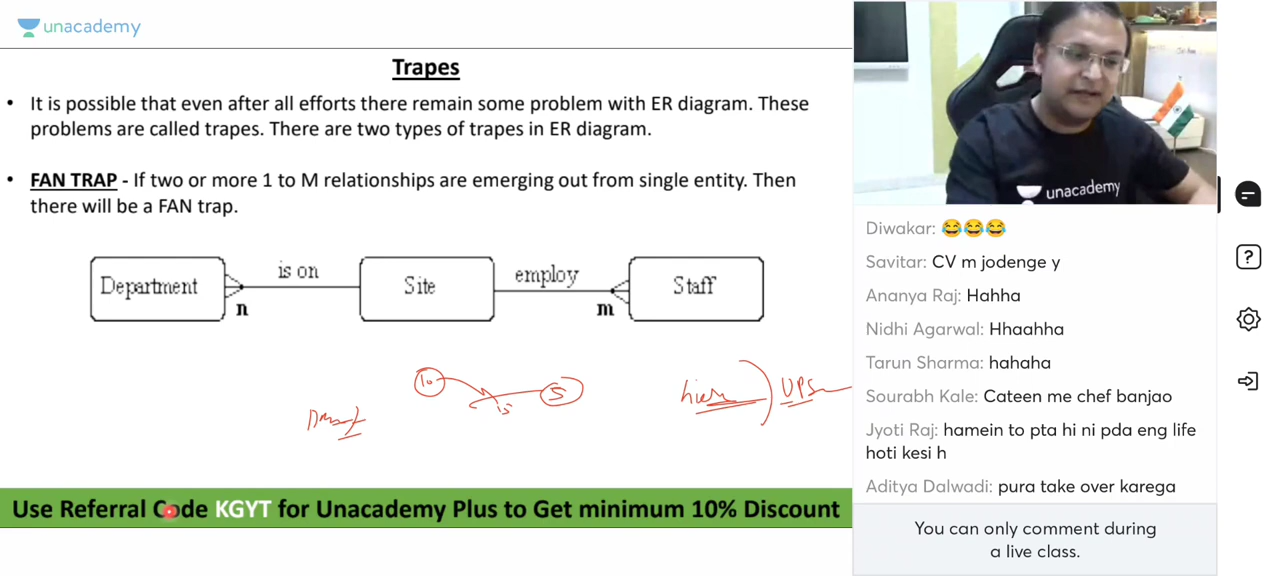 unacademy
Trapes
• It is possible that even after all efforts there remain some problem with ER diagram. These
problems are called trapes. There are two types of trapes in ER diagram.
• FAN TRAP - If two or more 1 to M relationships are emerging out from single entity. Then
there will be a FAN trap.
Department
n
is on
Site
employ
m
Staff
10
15
5
UPS
Use Referral Code KGYT for Unacademy Plus to Get minimum 10% Discount
unacademy
Diwakar: 😂😂😂
Savitar: CV m jodenge y
Ananya Raj: Hahha
Nidhi Agarwal: Hhaahha
Tarun Sharma: hahaha
Sourabh Kale: Cateen me chef banjao
Jyoti Raj: hamein to pta hi ni pda eng life
hoti kesi h
Aditya Dalwadi: pura take over karega
You can only comment during
a live class.